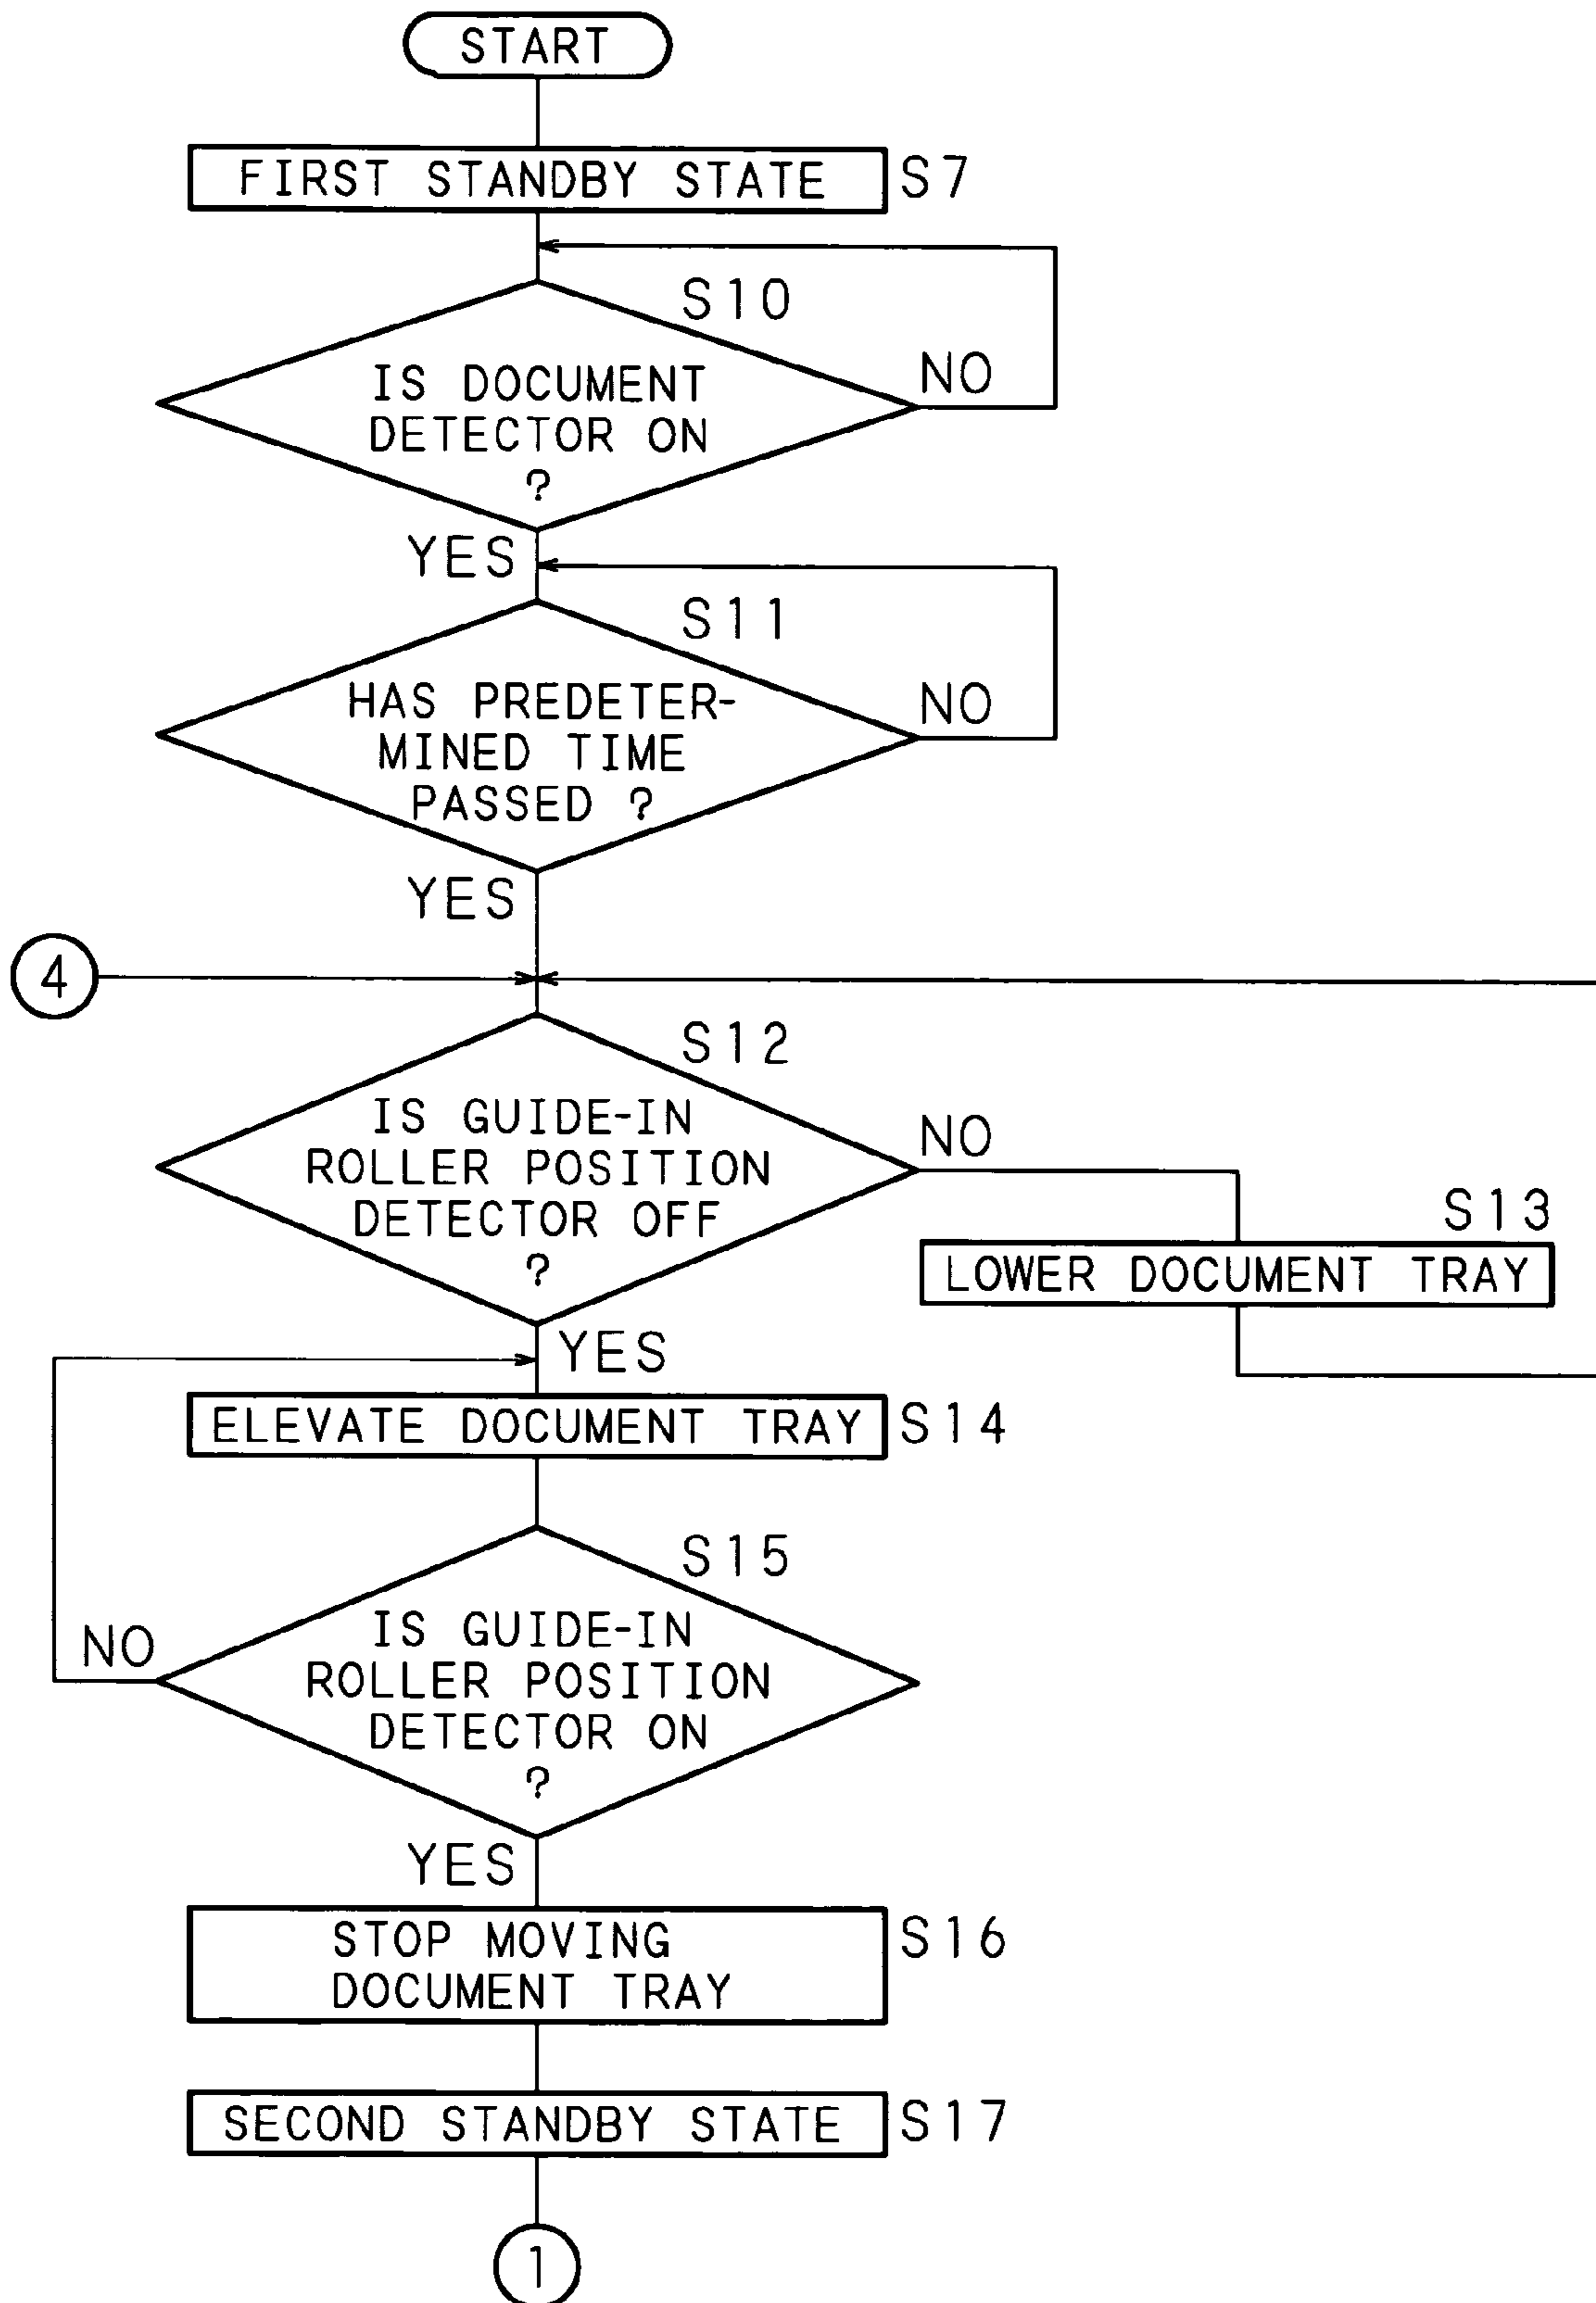 START
FIRST STANDBY STATE S7
S10
IS DOCUMENT
DETECTOR ON
?
NO
YES
S11
HAS PREDETER-
MINED TIME
PASSED ?
NO
YES
4
S12
IS GUIDE-IN
ROLLER POSITION
DETECTOR OFF
?
NO
S13
LOWER DOCUMENT TRAY
YES
ELEVATE DOCUMENT TRAY S14
S15
IS GUIDE-IN
ROLLER POSITION
DETECTOR ON
?
NO
YES
STOP MOVING
DOCUMENT TRAY
S16
SECOND STANDBY STATE S17
1